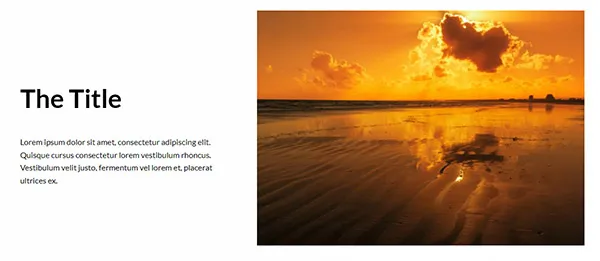 The Title
Lorem ipsum dolor sit amet, consectetur adipiscing elit.
Quisque cursus consectetur lorem vestibulum rhoncus.
Vestibulum velit justo, fermentum vel lorem et, placerat
ultrices ex.